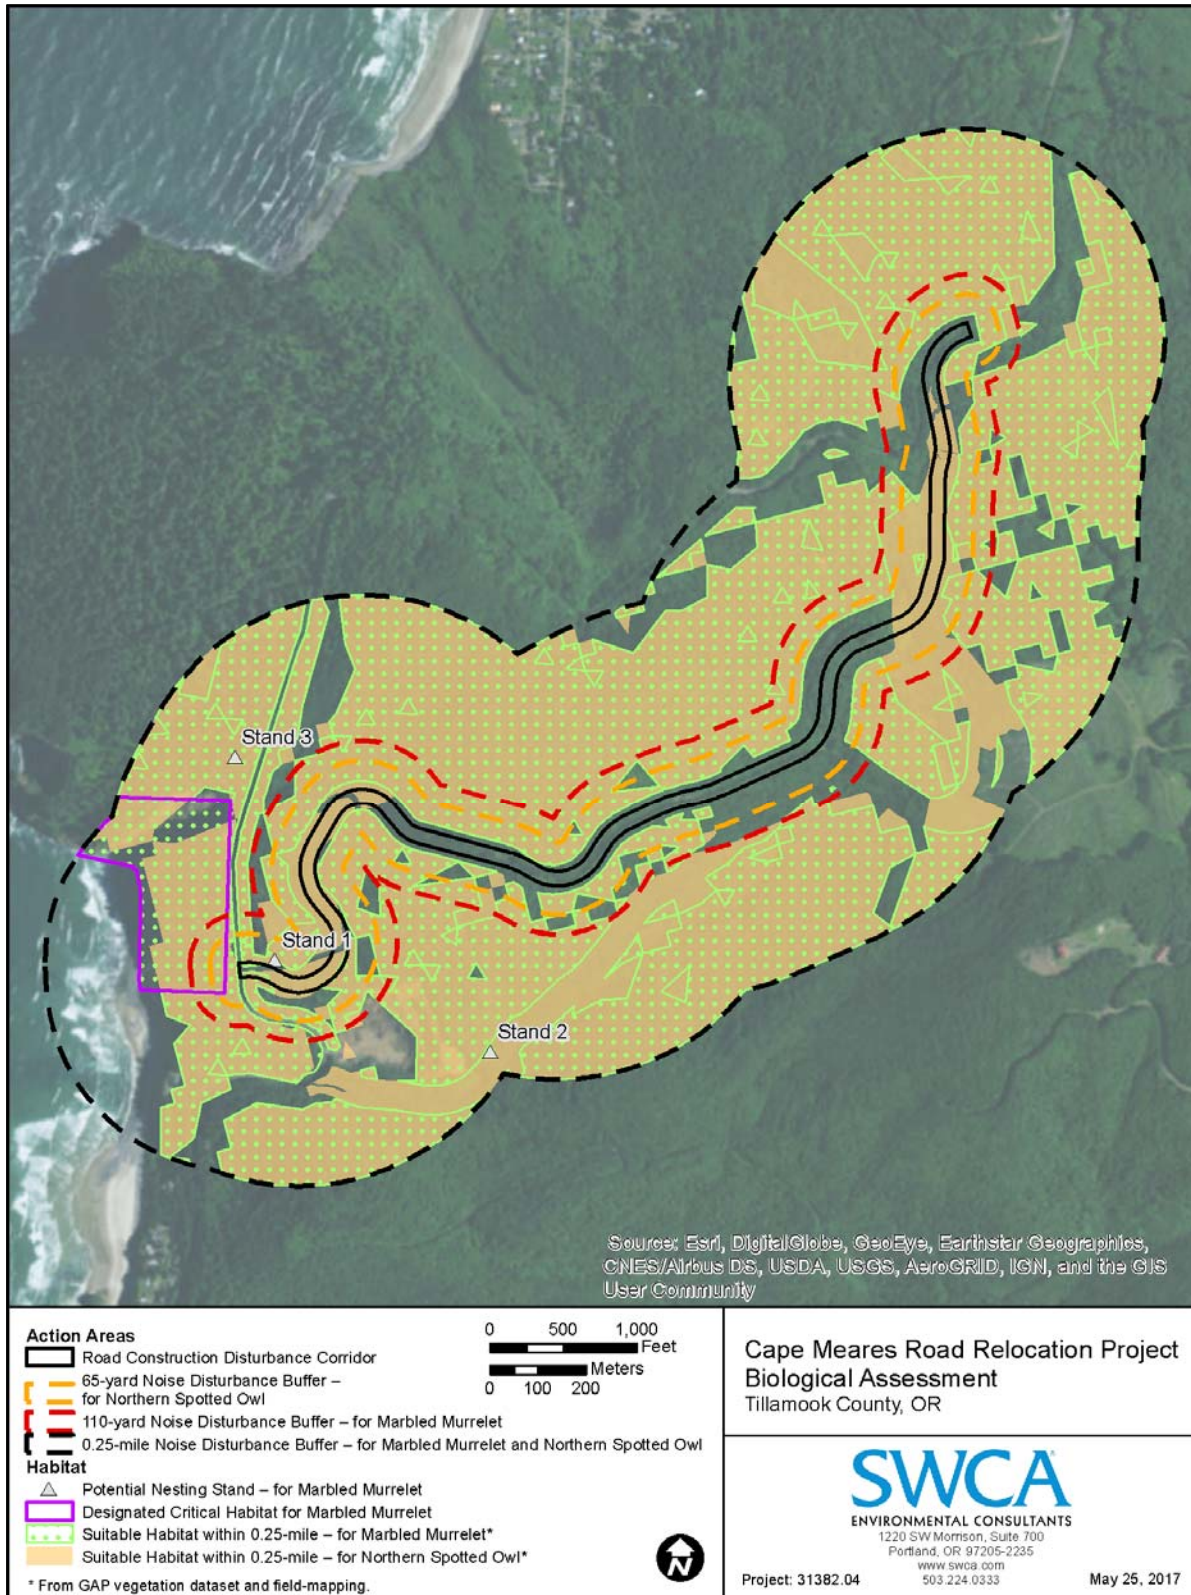 Stand 3
Stand 1
Stand 2
Source: Esri, DigitalGlobe, GeoEye, Earthstar Geographics,
CNES/Airbus DS, USDA, USGS, AeroGRID, IGN, and the GIS
User Community
Action Areas
Road Construction Disturbance Corridor
65-yard Noise Disturbance Buffer –
for Northern Spotted Owl
110-yard Noise Disturbance Buffer – for Marbled Murrelet
0.25-mile Noise Disturbance Buffer – for Marbled Murrelet and Northern Spotted Owl
Habitat
Potential Nesting Stand – for Marbled Murrelet
Designated Critical Habitat for Marbled Murrelet
Suitable Habitat within 0.25-mile – for Marbled Murrelet*
Suitable Habitat within 0.25-mile – for Northern Spotted Owl*
* From GAP vegetation dataset and field-mapping.
0 500 1,000
Feet
Meters
0 100 200
N
Cape Meares Road Relocation Project
Biological Assessment
Tillamook County, OR
SWCA
ENVIRONMENTAL CONSULTANTS
1220 SW Morrison, Suite 700
Portland, OR 97205-2235
www.swca.com
503.224.0333
Project: 31382.04
May 25, 2017